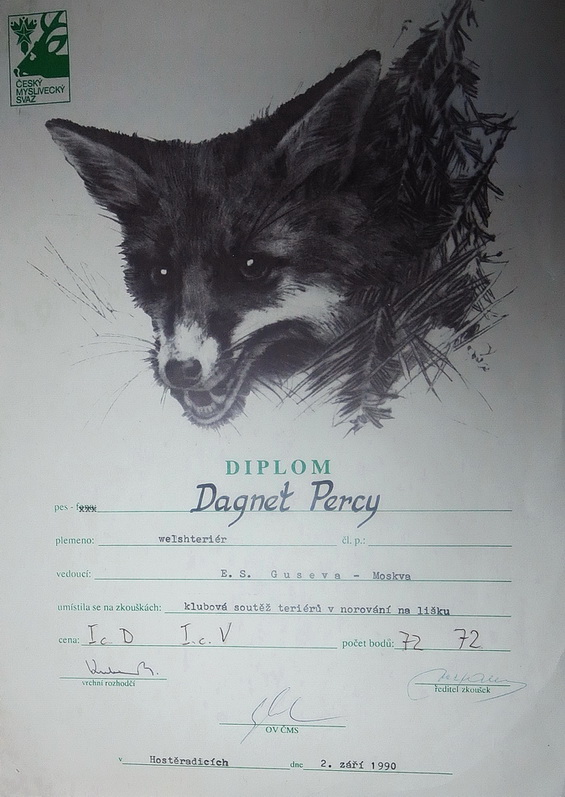 ČESKÝ
MYSLIVECKÝ
SVAZ
DIPLOM
pes - fena Dagnet Percy
plemeno: welshteriér čl. p.:
vedoucí: E. S. Guseva - Moskva
umístila se na zkouškách: klubová soutěž teriérů v norování na lišku
cena: I. c D I. c. V počet bodů: 72 72
vrchní rozhodčí
ředitel zkoušek
OV ČMS
v Hostěradicích dne 2. září 1990